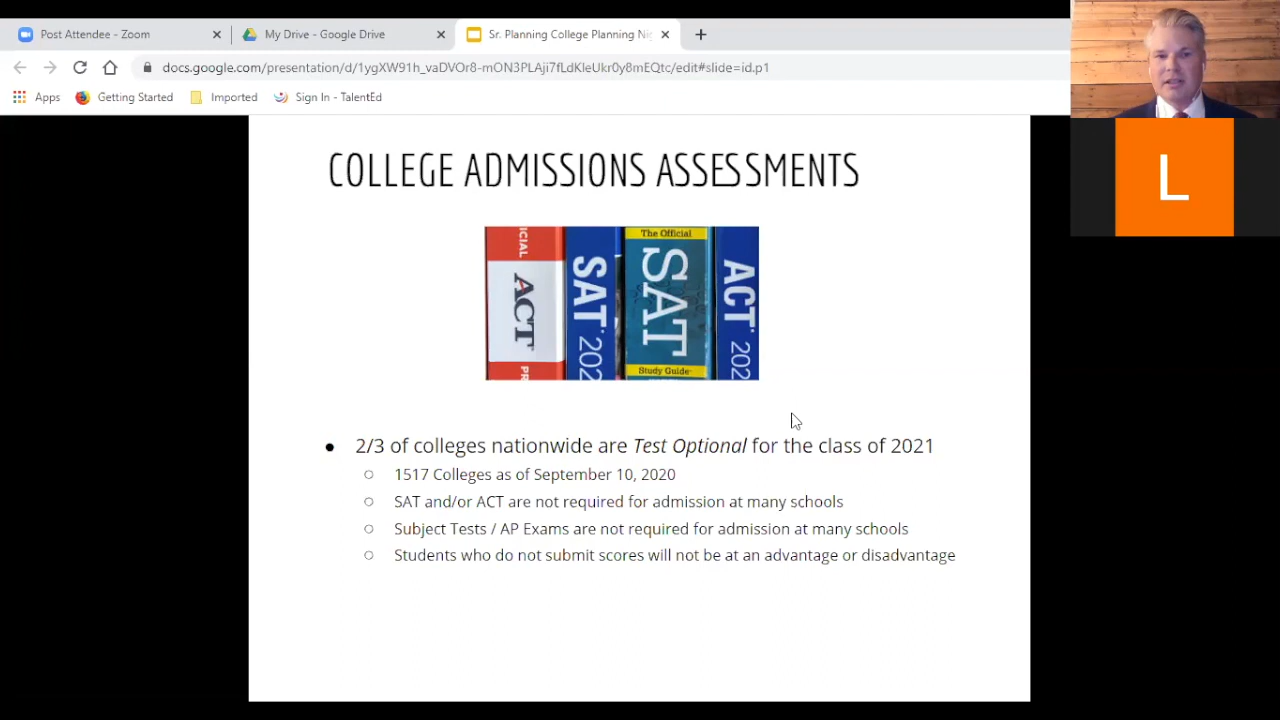 Post Attendee - Zoom
My Drive - Google Drive
Sr. Planning College Planning Nig
docs.google.com/presentation/d/1ygXW91h_vaDVOr8-mON3PLAji7fLdKleUkr0y8mEQtc/edit#slide=id.p1
Apps
Getting Started
Imported
Sign In - TalentEd
L
COLLEGE ADMISSIONS ASSESSMENTS
ICIAL
ACT
PR
SAT
202
The Official
SAT
Study Guide
ACT
202
• 2/3 of colleges nationwide are Test Optional for the class of 2021
○ 1517 Colleges as of September 10, 2020
○ SAT and/or ACT are not required for admission at many schools
○ Subject Tests / AP Exams are not required for admission at many schools
○ Students who do not submit scores will not be at an advantage or disadvantage